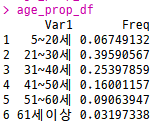 > age_prop_df
Var1 Freq
1 5~20세 0.06749132
2 21~30세 0.39590567
3 31~40세 0.25397859
4 41~50세 0.16001157
5 51~60세 0.09063947
6 61세이상 0.03197338